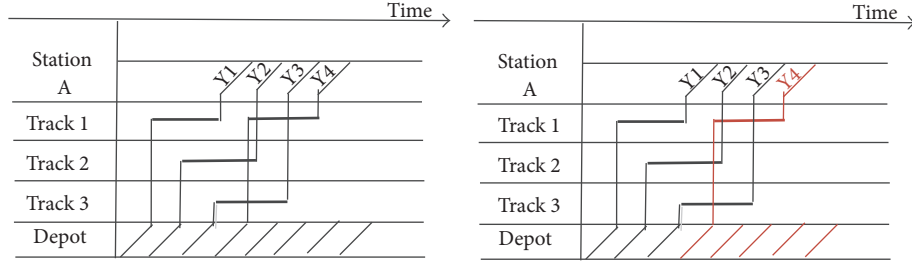 Time
Station
A
Y1
Y2
Y3
Y4
Track 1
Track 2
Track 3
Depot
Time
Station
A
Y1
Y2
Y3
Y4
Track 1
Track 2
Track 3
Depot